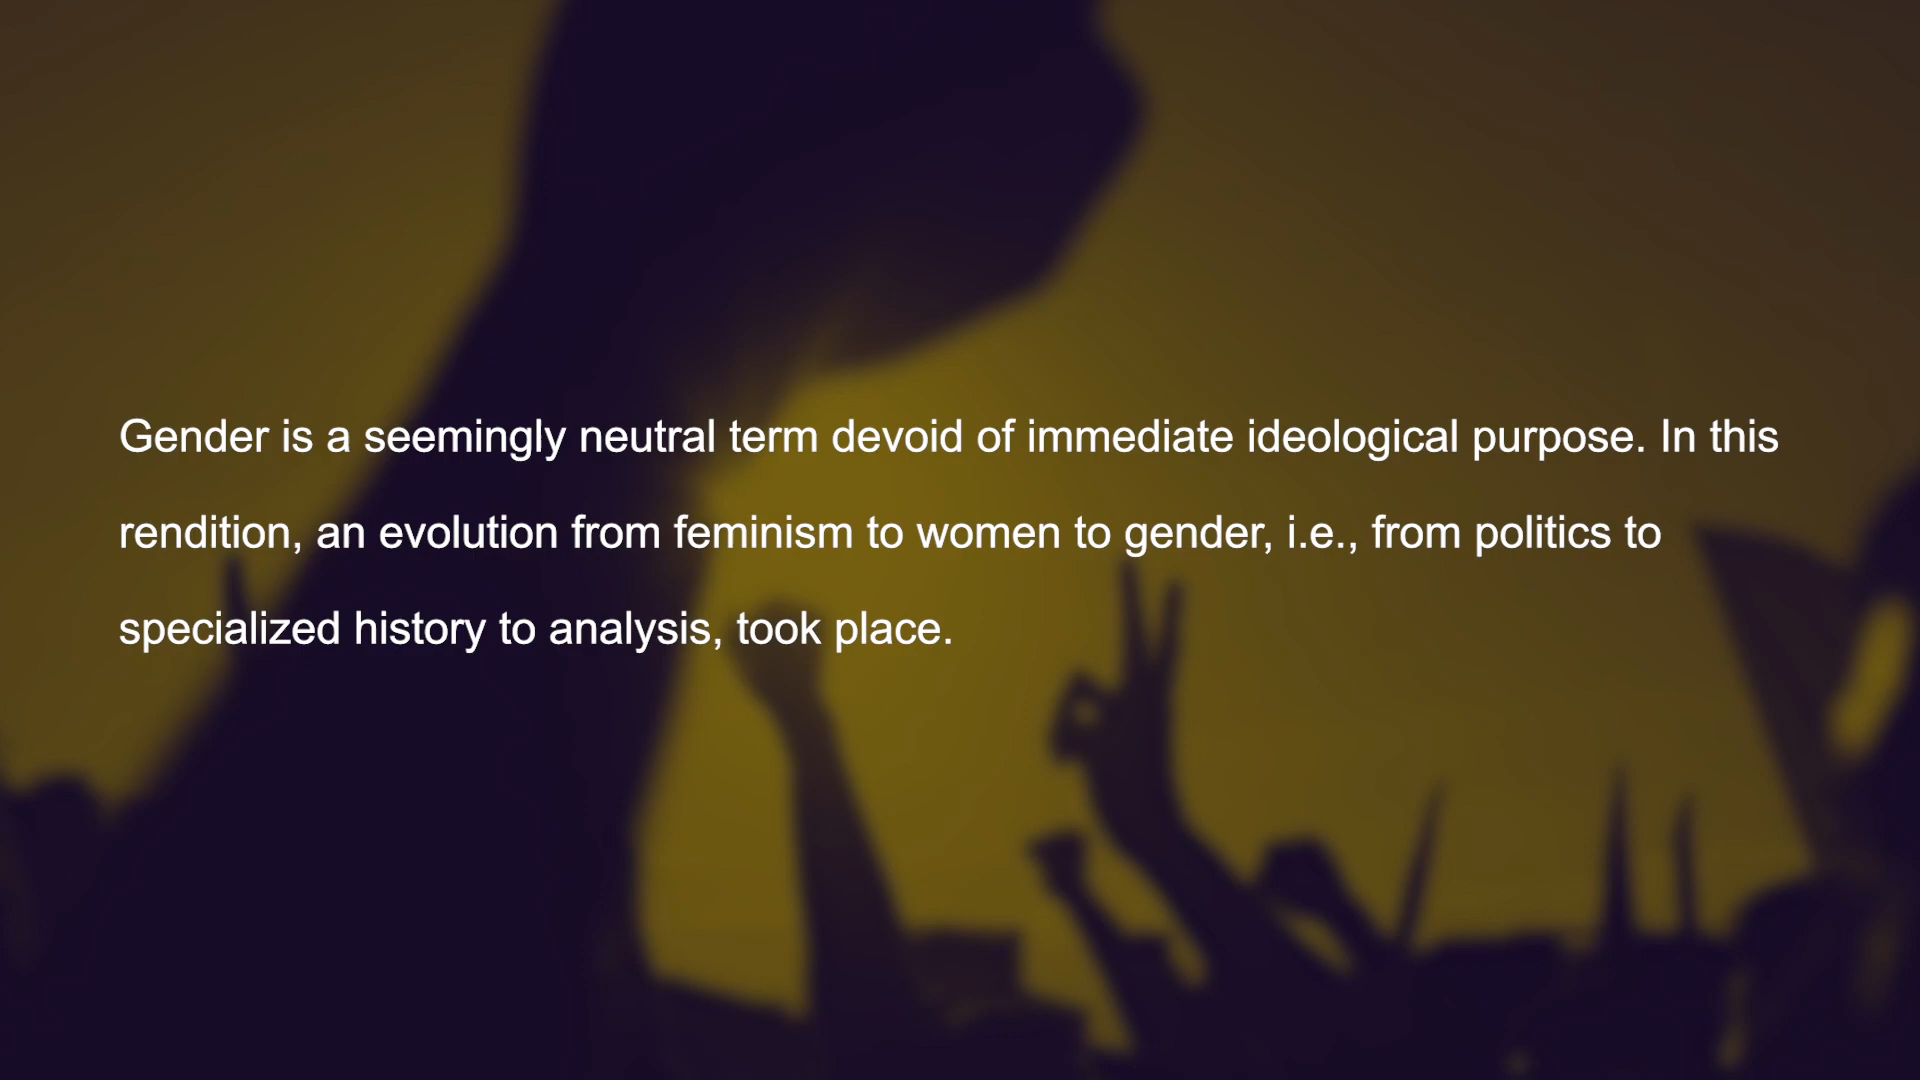 Gender is a seemingly neutral term devoid of immediate ideological purpose. In this
rendition, an evolution from feminism to women to gender, i.e., from politics to
specialized history to analysis, took place.